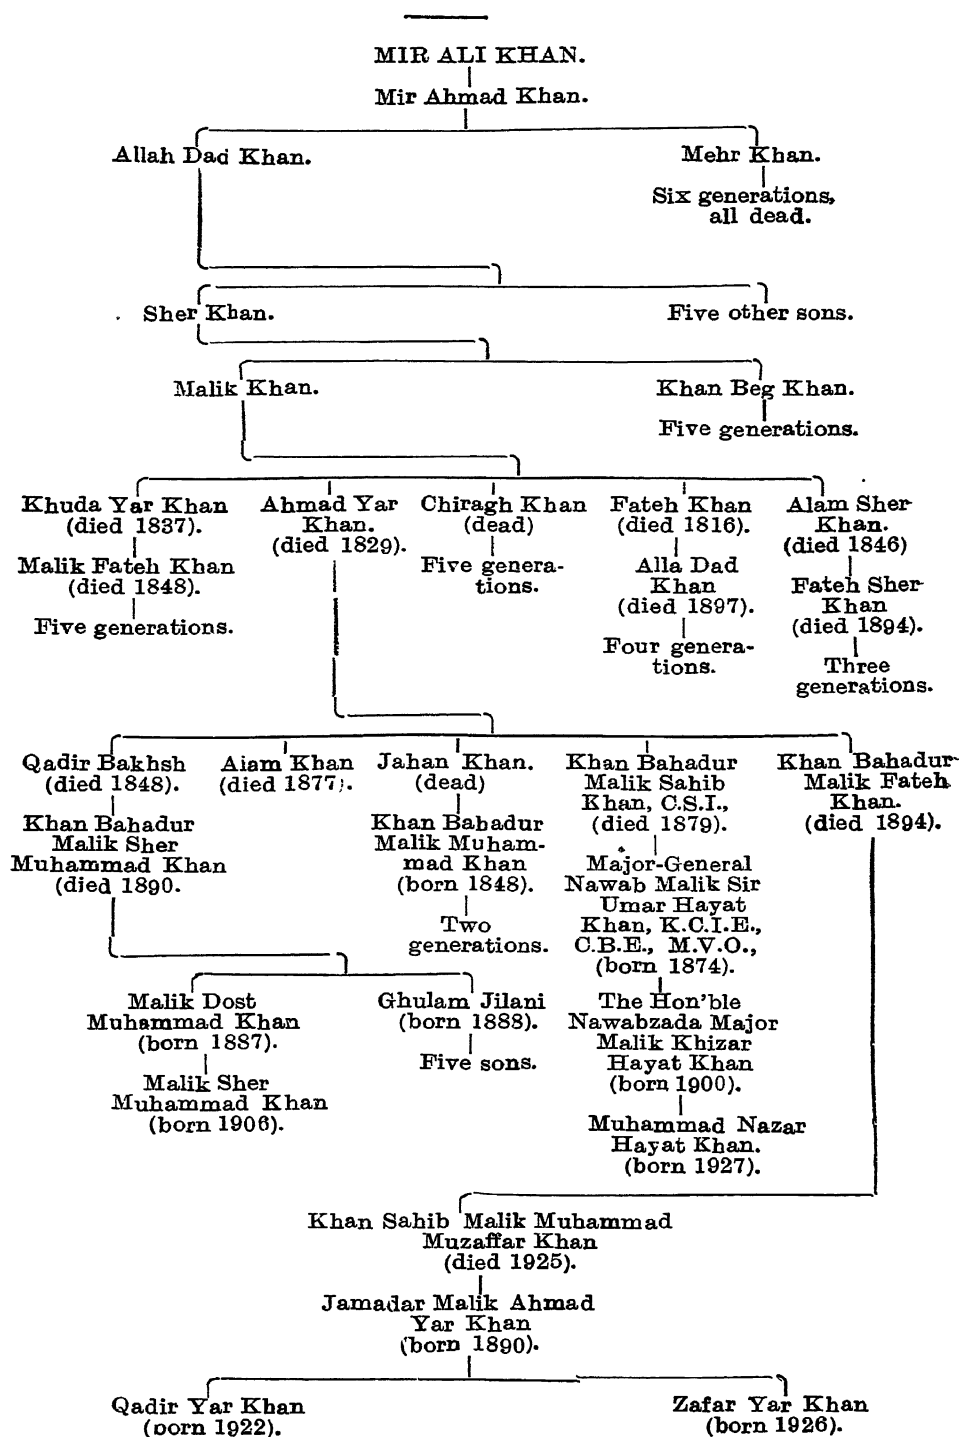 MIR ALI KHAN.
Mir Ahmad Khan.
Allah Dad Khan.
Mehr Khan.
Six generations,
all dead.
Sher Khan.
Five other sons.
Malik Khan.
Khan Beg Khan.
Five generations.
Khuda Yar Khan
(died 1837).
Malik Fateh Khan
(died 1848).
Five generations.
Ahmad Yar
Khan.
(died 1829).
Chiragh Khan
(dead)
Five genera-
tions.
Fateh Khan
(died 1816).
Alla Dad
Khan
(died 1897).
Four genera-
tions.
Alam Sher
Khan.
(died 1846)
Fateh Sher
Khan
(died 1894).
Three
generations.
Qadir Bakhsh
(died 1848).
Khan Bahadur
Malik Sher
Muhammad Khan
(died 1890.
Aiam Khan
(died 1877).
Jahan Khan.
(dead)
Khan Babadur
Malik Muham-
mad Khan
(born 1848).
Two
generations.
Khan Bahadur
Malik Sahib
Khan, C.S.I.,
(died 1879).
Major-General
Nawab Malik Sir
Umar Hayat
Khan, K.C.I.E.,
C.B.E., M.V.O.,
(born 1874).
The Hon'ble
Nawabzada Major
Malik Khizar
Hayat Khan
(born 1900).
Muhammad Nazar
Hayat Khan.
(born 1927).
Khan Bahadur
Malik Fateh
Khan.
(died 1894).
Malik Dost
Muhammad Khan
(born 1887).
Malik Sher
Muhammad Khan
(born 1906).
Ghulam Jilani
(born 1888).
Five sons.
Khan Sahib Malik Muhammad
Muzaffar Khan
(died 1925).
Jamadar Malik Ahmad
Yar Khan
(born 1890).
Qadir Yar Khan
(born 1922).
Zafar Yar Khan
(born 1926).